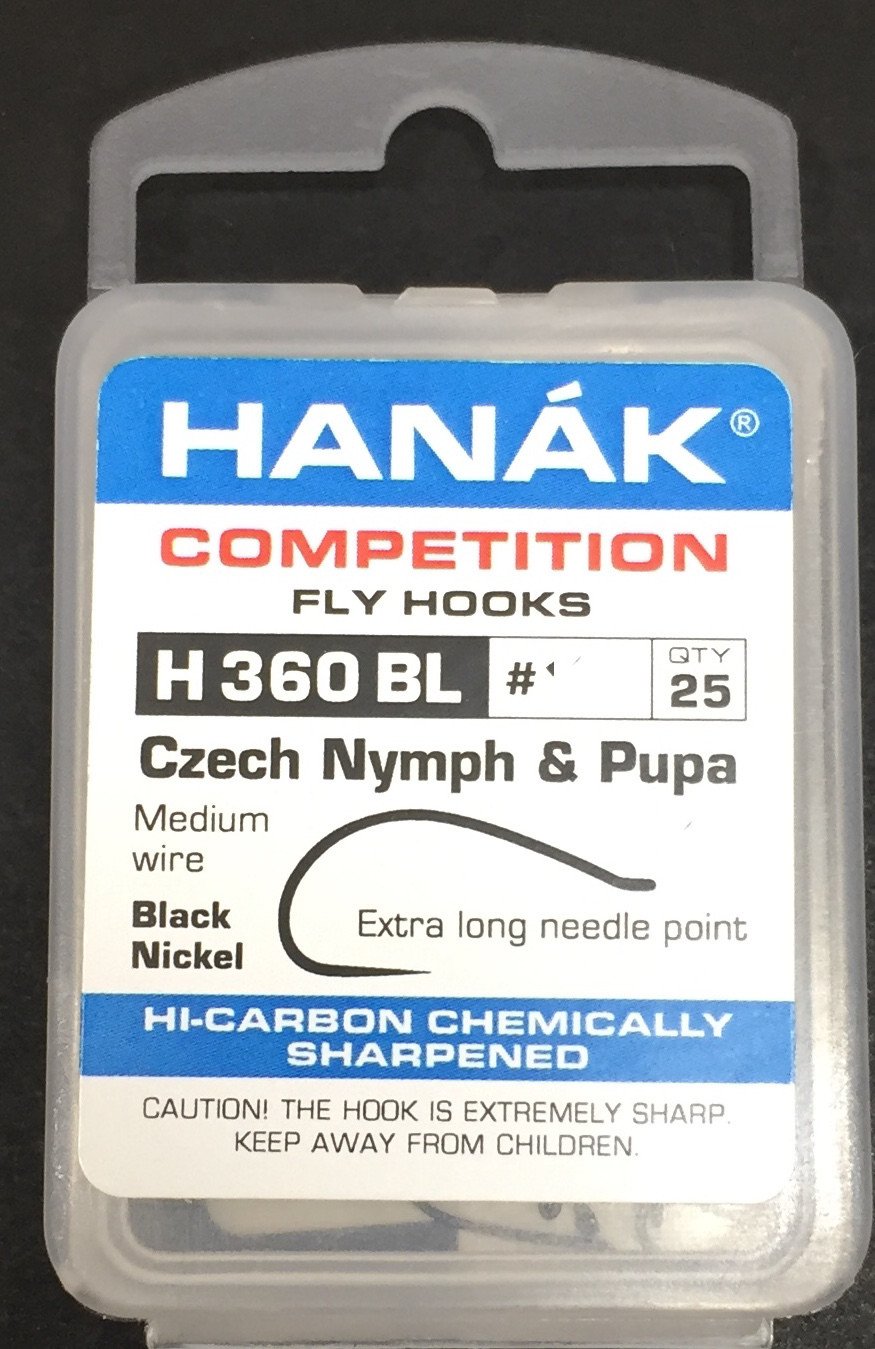 HANÁK®
COMPETITION
FLY HOOKS
H 360 BL #
QTY
25
Czech Nymph & Pupa
Medium
wire
Black
Nickel
Extra long needle point
HI-CARBON CHEMICALLY
SHARPENED
CAUTION! THE HOOK IS EXTREMELY SHARP.
KEEP AWAY FROM CHILDREN.